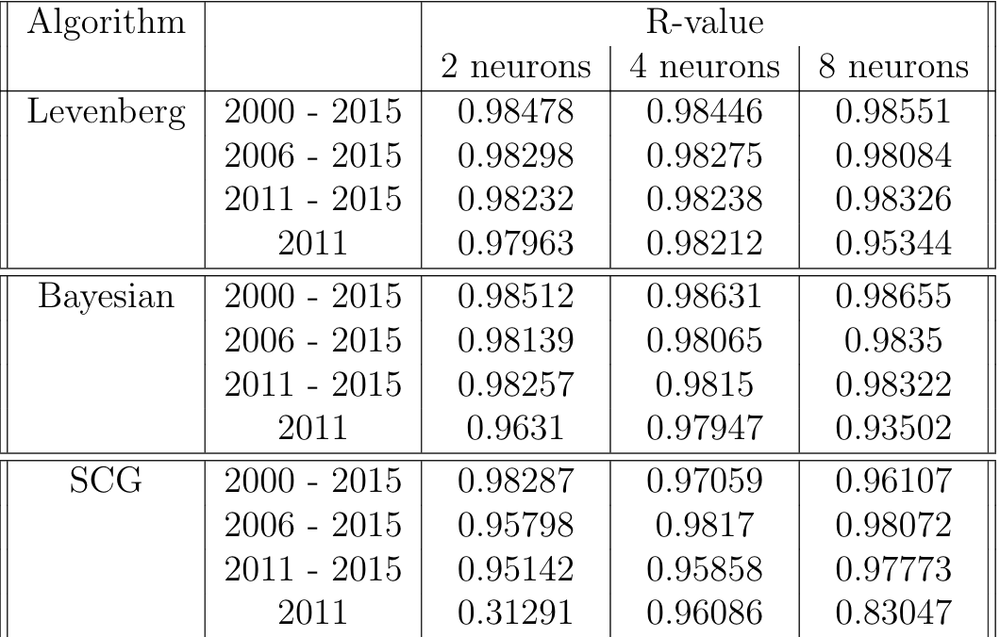 Algorithm R-value
2 neurons 4 neurons 8 neurons
Levenberg 2000 - 2015 0.98478 0.98446 0.98551
2006 - 2015 0.98298 0.98275 0.98084
2011 - 2015 0.98232 0.98238 0.98326
2011 0.97963 0.98212 0.95344
Bayesian 2000 - 2015 0.98512 0.98631 0.98655
2006 - 2015 0.98139 0.98065 0.9835
2011 - 2015 0.98257 0.9815 0.98322
2011 0.9631 0.97947 0.93502
SCG 2000 - 2015 0.98287 0.97059 0.96107
2006 - 2015 0.95798 0.9817 0.98072
2011 - 2015 0.95142 0.95858 0.97773
2011 0.31291 0.96086 0.83047